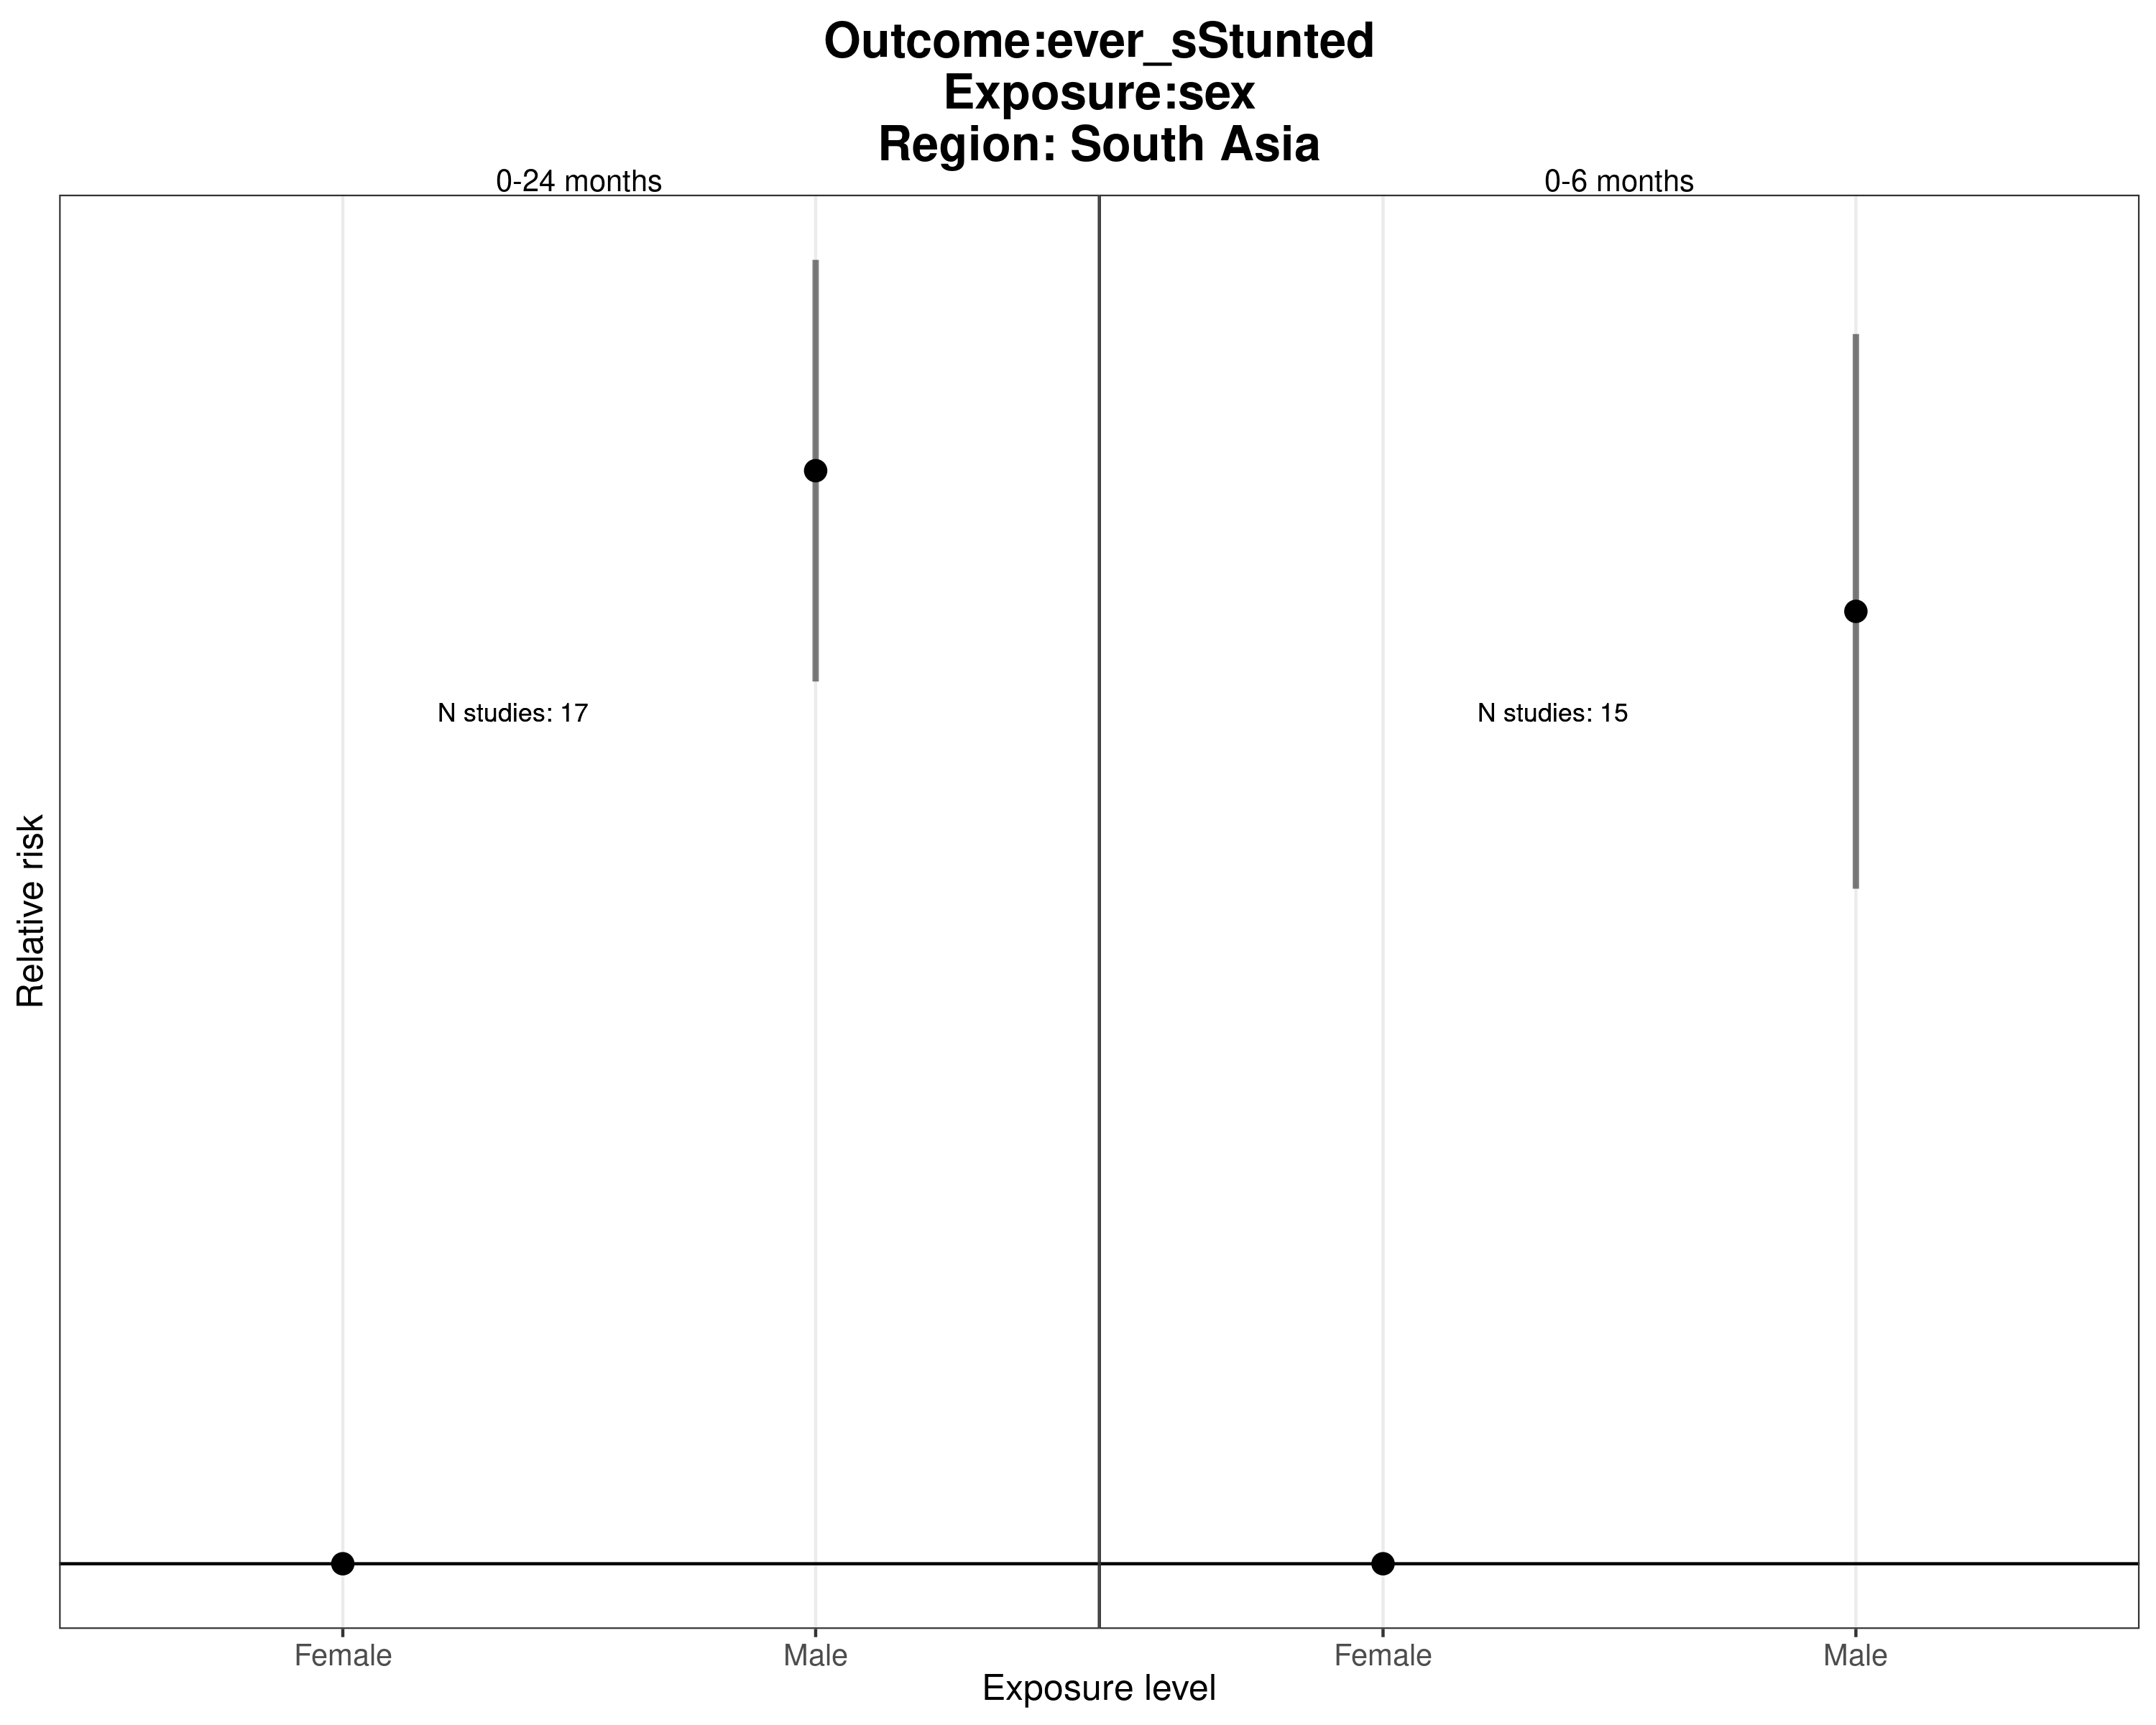 Outcome:ever_sStunted
Exposure:sex
Region: South Asia
0-24 months
0-6 months
N studies: 17
N studies: 15
Relative risk
Female
Male
Female
Male
Exposure level